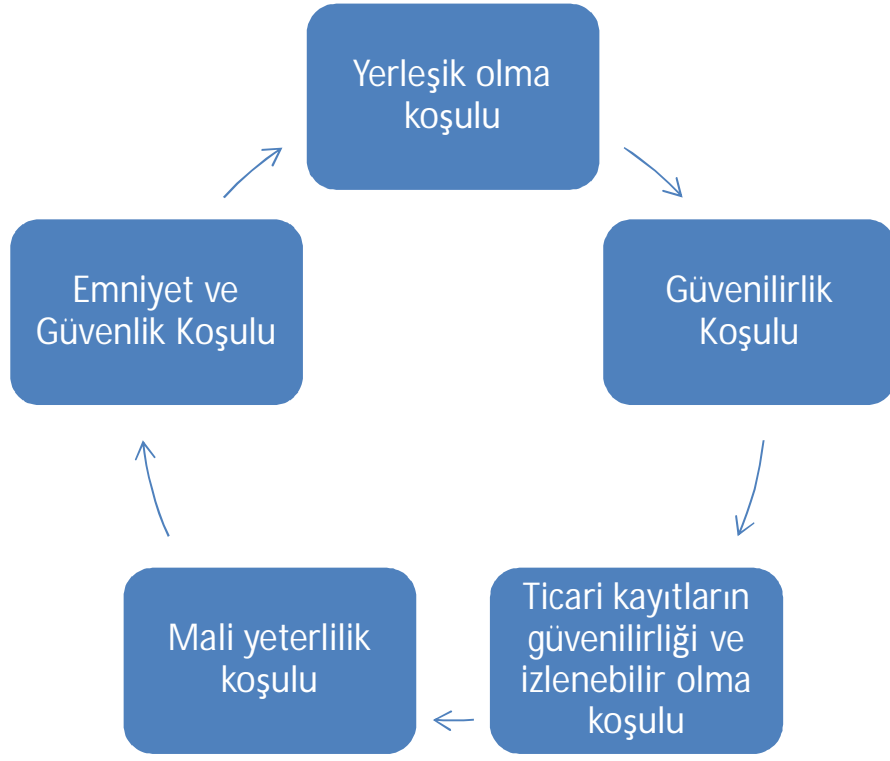 Yerleşik olma
koşulu
Güvenilirlik
Koşulu
Ticari kayıtların
güvenilirliği ve
izlenebilir olma
koşulu
Mali yeterlilik
koşulu
Emniyet ve
Güvenlik Koşulu